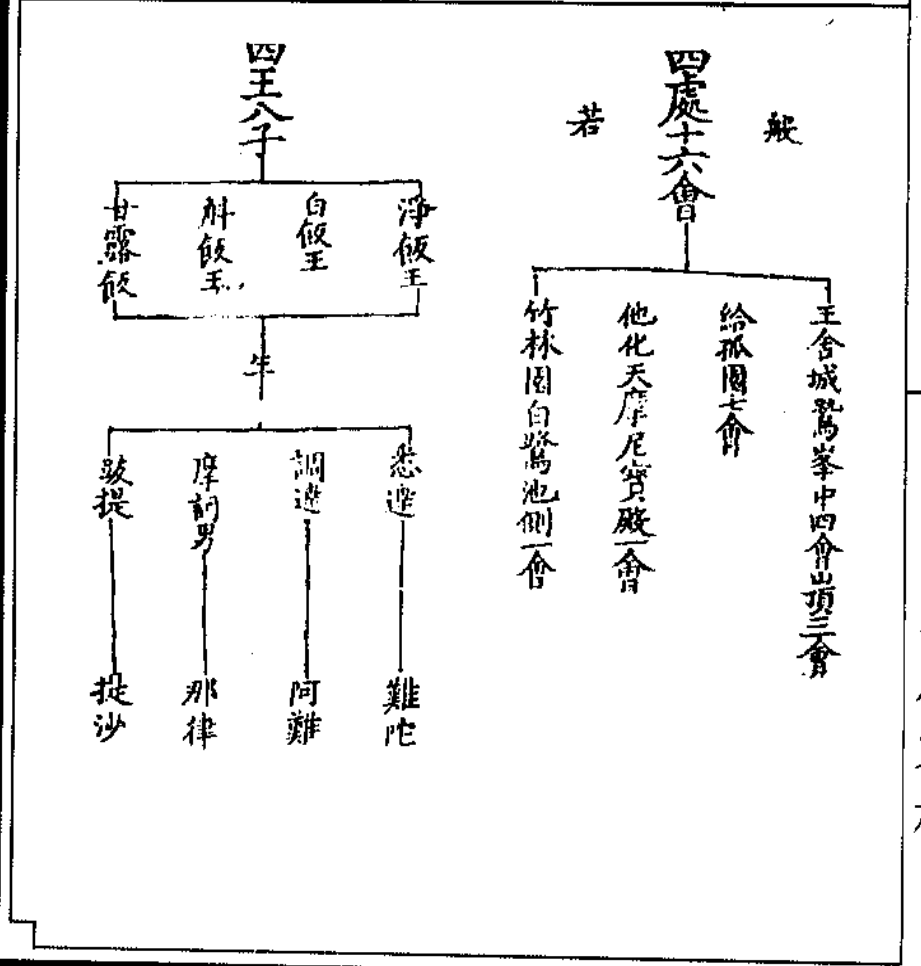 般
四處十六會
若
王舍城鷲峯中四會山頂三會
給孤園七會
他化天摩尼寶殿一會
竹林園白鷺池側一會
四王八子
淨飯王
白飯王
斛飯王
甘露飯
生
悉達
難陀
調達
阿難
摩訶男
那律
跋提
提沙